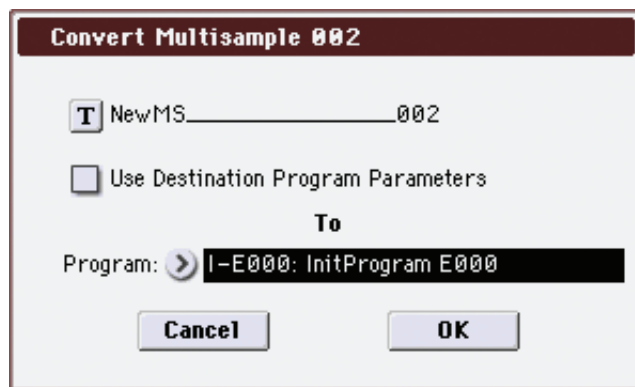 Convert Multisample 002
T NewMS________________002
Use Destination Program Parameters
To
Program: I-E000: InitProgram E000
Cancel OK